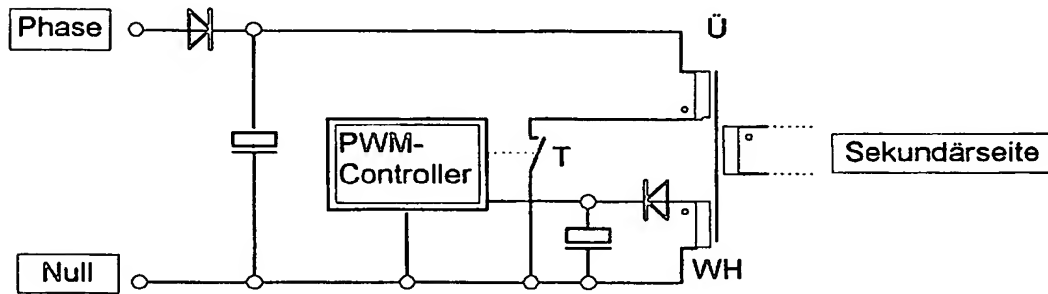 Phase
Ü
PWM-
Controller
T
Sekundärseite
Null
WH